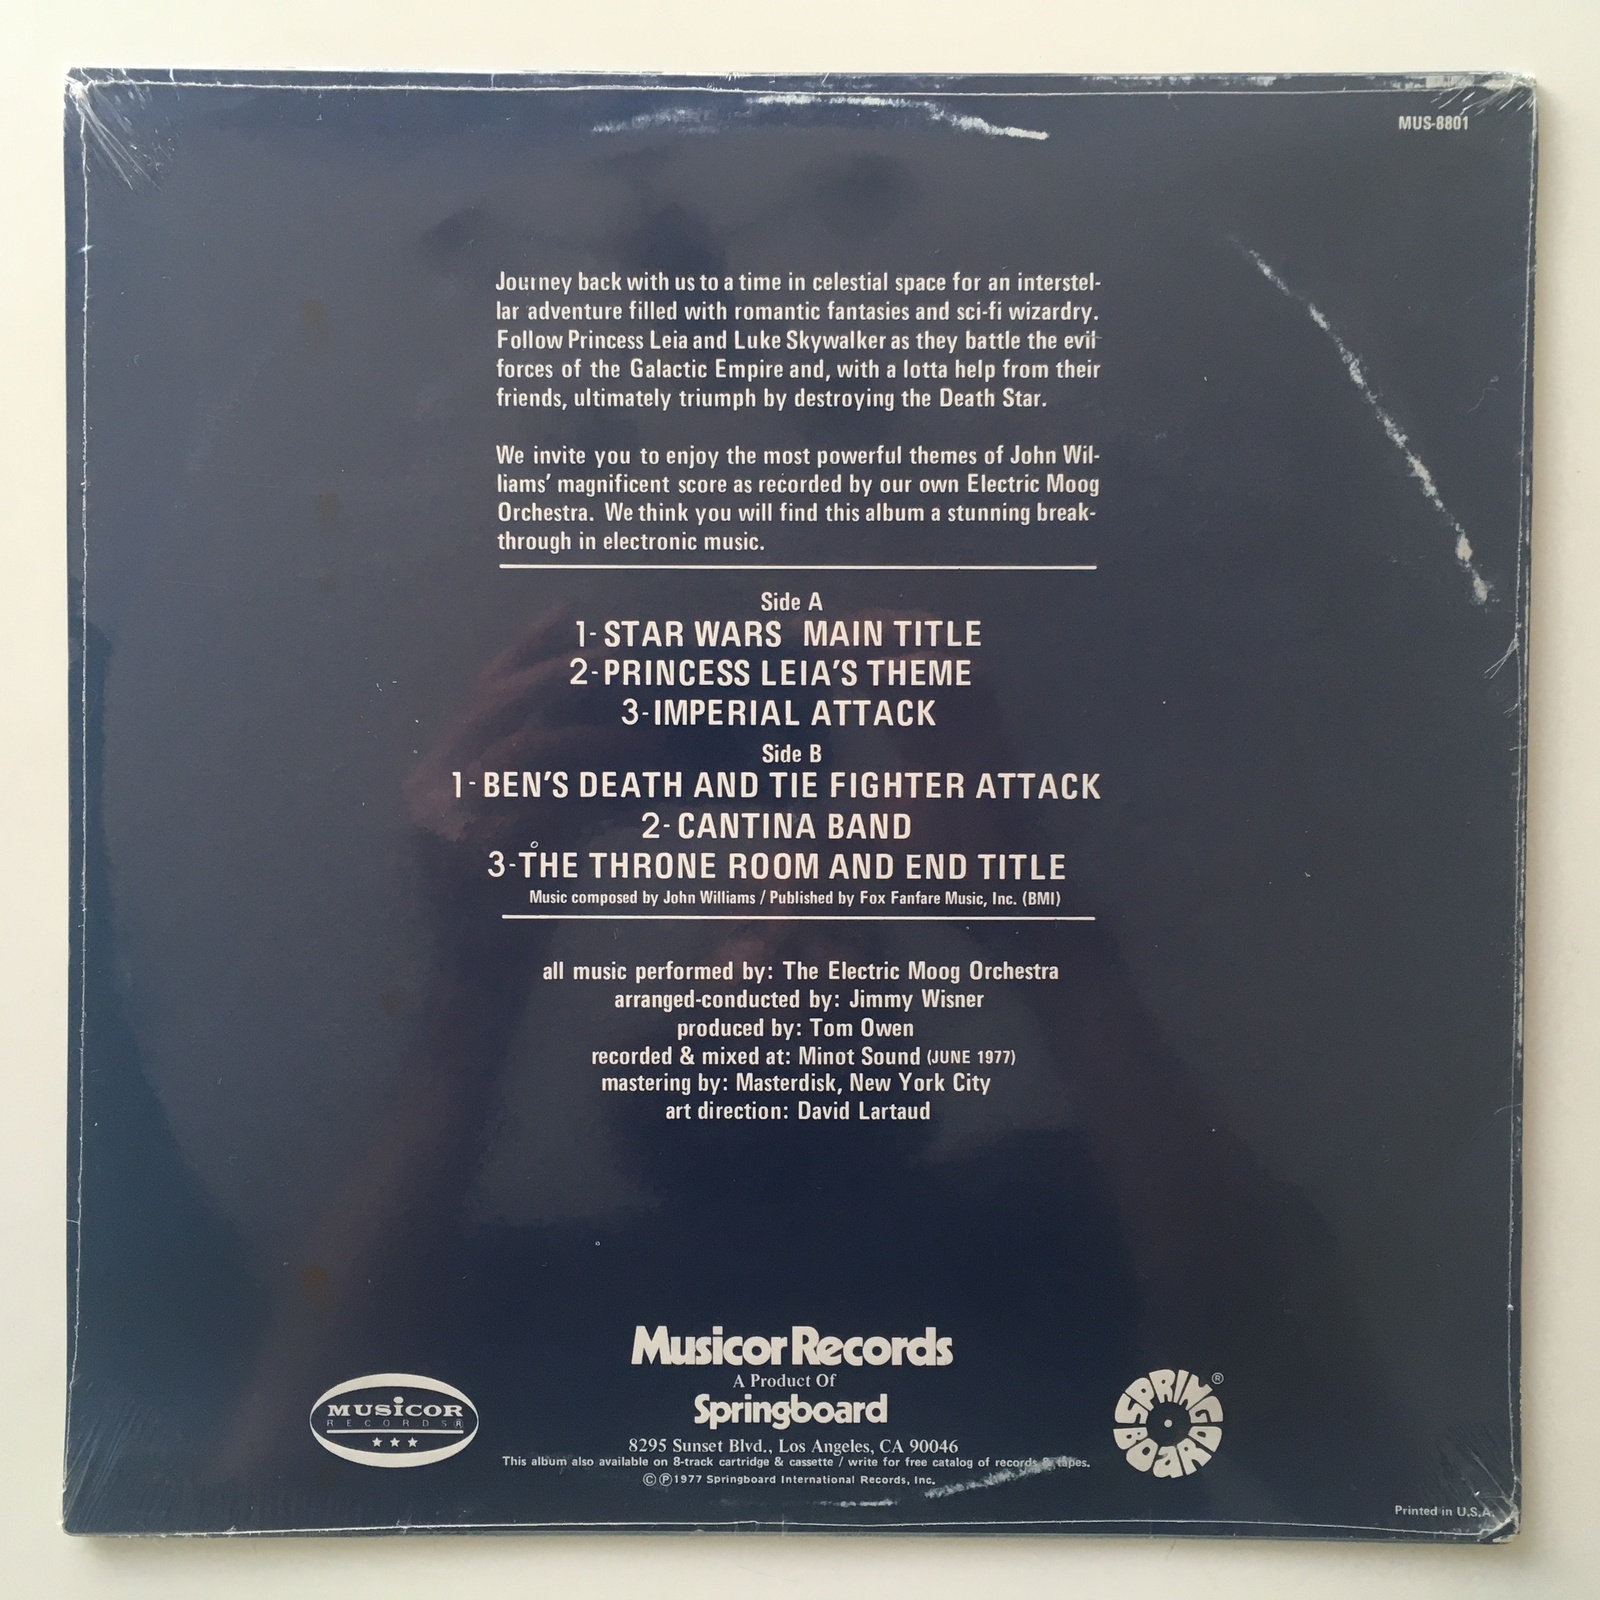 MUS-8801
Journey back with us to a time in celestial space for an interstel-
lar adventure filled with romantic fantasies and sci-fi wizardry.
Follow Princess Leia and Luke Skywalker as they battle the evil
forces of the Galactic Empire and, with a lotta help from their
friends, ultimately triumph by destroying the Death Star.
We invite you to enjoy the most powerful themes of John Wil-
liams' magnificent score as recorded by our own Electric Moog
Orchestra. We think you will find this album a stunning break-
through in electronic music.
Side A
1-STAR WARS MAIN TITLE
2-PRINCESS LEIA'S THEME
3-IMPERIAL ATTACK
Side B
1-BEN'S DEATH AND TIE FIGHTER ATTACK
2-CANTINA BAND
3-THE THRONE ROOM AND END TITLE
Music composed by John Williams / Published by Fox Fanfare Music, Inc. (BMI)
all music performed by: The Electric Moog Orchestra
arranged-conducted by: Jimmy Wisner
produced by: Tom Owen
recorded & mixed at: Minot Sound (JUNE 1977)
mastering by: Masterdisk, New York City
art direction: David Lartaud
Musicor Records
A Product Of
Springboard
8295 Sunset Blvd., Los Angeles, CA 90046
This album also available on 8-track cartridge & cassette / write for free catalog of records & tapes.
© ℗ 1977 Springboard International Records, Inc.
MUSiCOR
RECORDS ®
SPRINGBOARD ®
Printed in U.S.A.